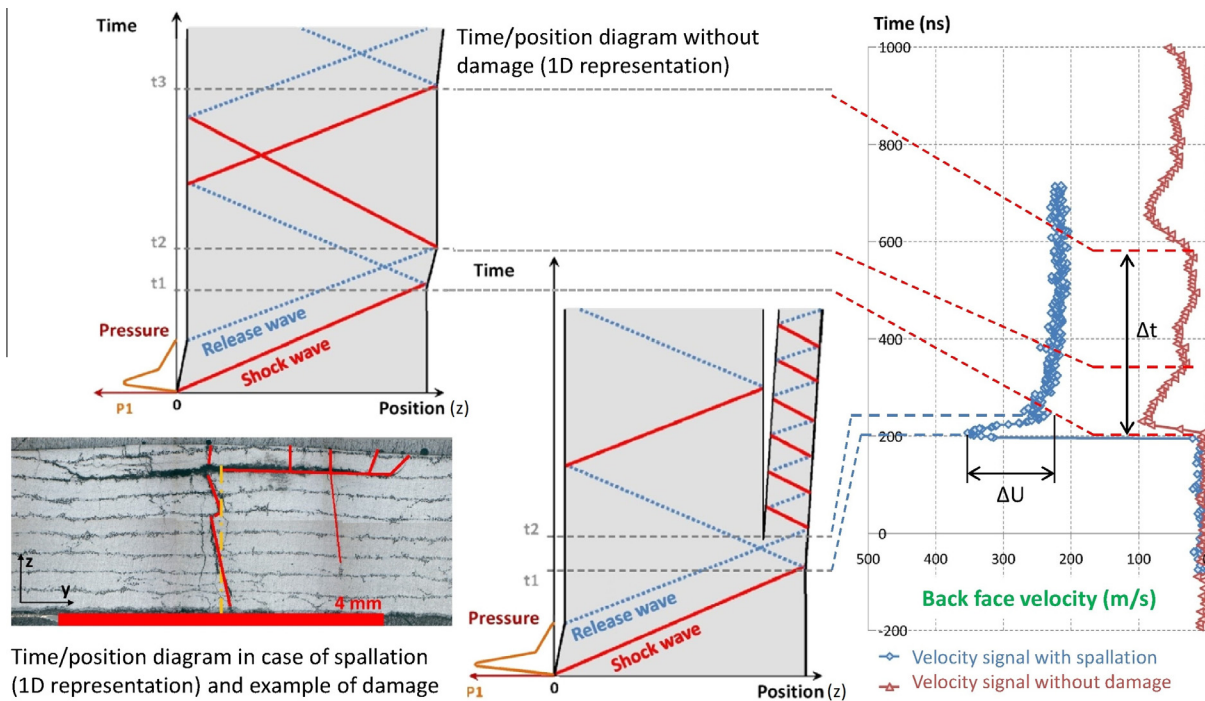 Time
Time/position diagram without
damage (1D representation)
t3
t2
t1
Pressure
Release wave
Shock wave
P1
0
Position (z)
4 mm
z
y
Time/position diagram in case of spallation
(1D representation) and example of damage
Time
t2
t1
Pressure
Release wave
Shock wave
P1
0
Position (z)
Time (ns)
1000
800
600
400
200
0
-200
500
400
300
200
100
Δt
ΔU
Back face velocity (m/s)
Velocity signal with spallation
Velocity signal without damage